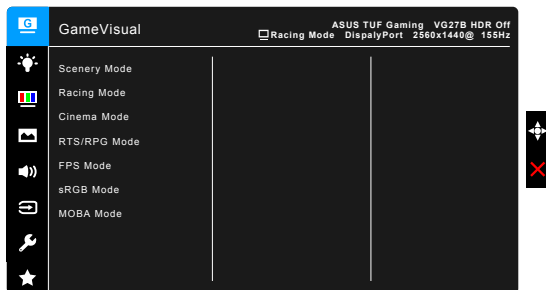 G
GameVisual
ASUS TUF Gaming VG27B HDR Off
Racing Mode DispalyPort 2560x1440@ 155Hz
Scenery Mode
Racing Mode
Cinema Mode
RTS/RPG Mode
FPS Mode
sRGB Mode
MOBA Mode